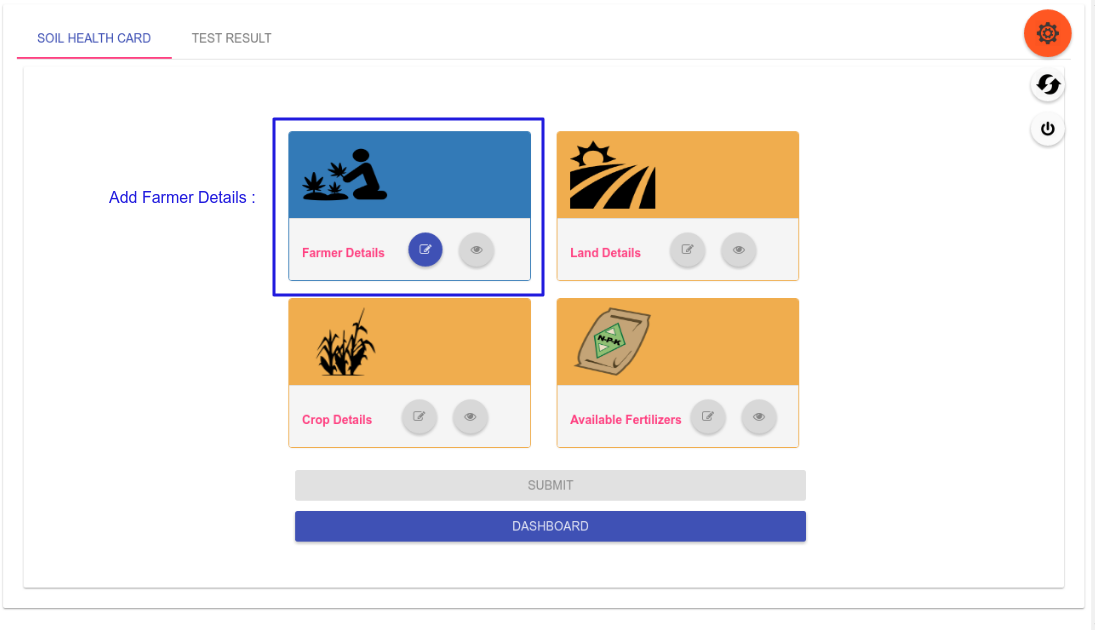 SOIL HEALTH CARD TEST RESULT
Add Farmer Details :
Farmer Details
Land Details
N-P-K
Crop Details
Available Fertilizers
SUBMIT
DASHBOARD